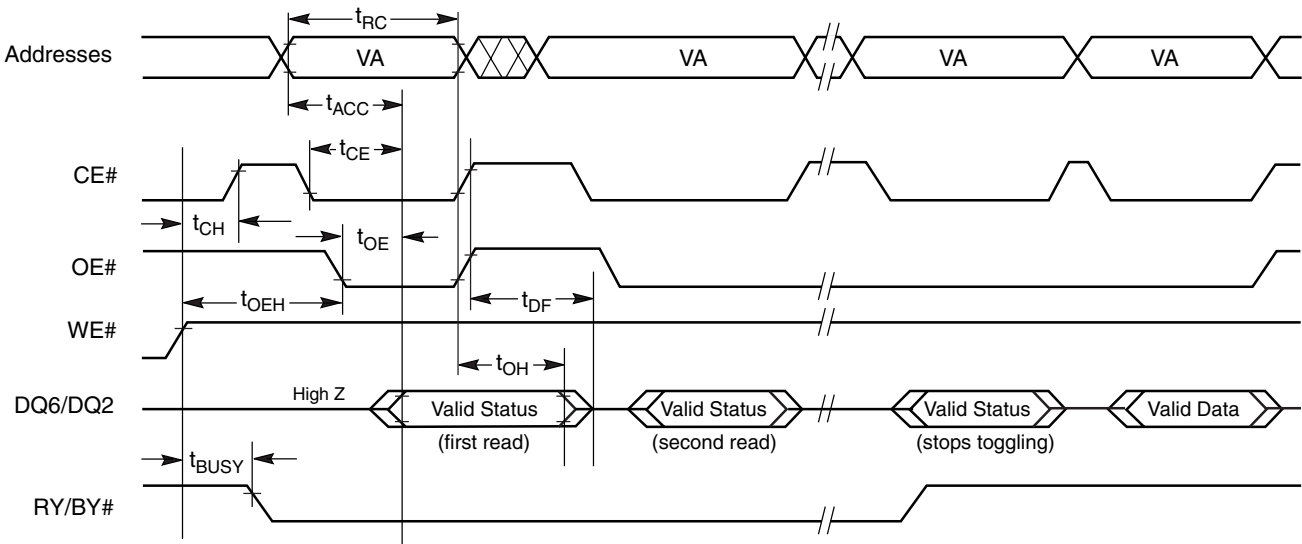 tRC
Addresses VA VA VA VA
tACC
tCE
CE#
tCH
tOE
OE#
tOEH tDF
WE#
tOH
High Z
DQ6/DQ2 Valid Status Valid Status Valid Status Valid Data
(first read) (second read) (stops toggling)
tBUSY
RY/BY#